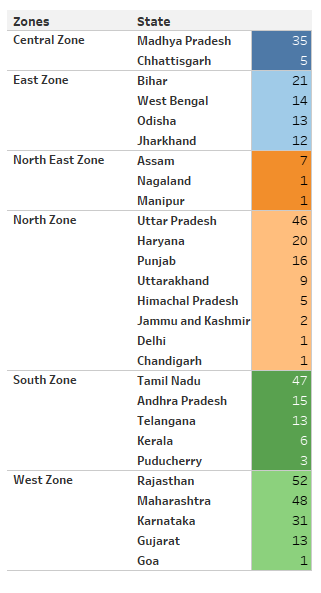 Zones State
Central Zone Madhya Pradesh 35
Chhattisgarh 5
East Zone Bihar 21
West Bengal 14
Odisha 13
Jharkhand 12
North East Zone Assam 7
Nagaland 1
Manipur 1
North Zone Uttar Pradesh 46
Haryana 20
Punjab 16
Uttarakhand 9
Himachal Pradesh 5
Jammu and Kashmir 2
Delhi 1
Chandigarh 1
South Zone Tamil Nadu 47
Andhra Pradesh 15
Telangana 13
Kerala 6
Puducherry 3
West Zone Rajasthan 52
Maharashtra 48
Karnataka 31
Gujarat 13
Goa 1